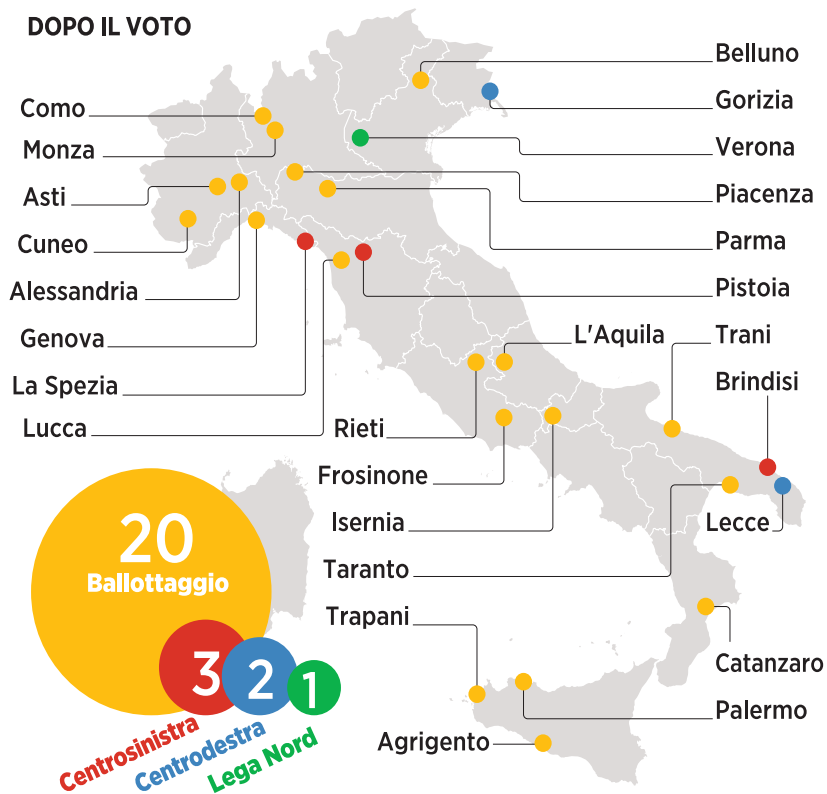 DOPO IL VOTO
Como
Monza
Asti
Cuneo
Alessandria
Genova
La Spezia
Lucca
Belluno
Gorizia
Verona
Piacenza
Parma
Pistoia
L'Aquila
Trani
Brindisi
Rieti
Frosinone
Isernia
Lecce
Taranto
Trapani
Catanzaro
Palermo
Agrigento
20
Ballottaggio
3
2
1
Centrosinistra
Centrodestra
Lega Nord